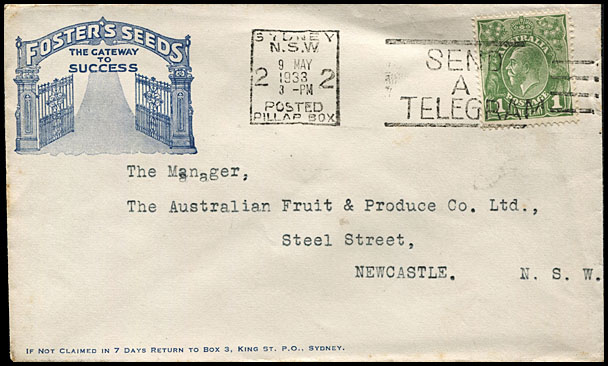 FOSTER'S SEEDS
THE GATEWAY
TO
SUCCESS
SYDNEY
N.S.W
9 MAY
2 1933 2
3 - PM
POSTED
PILLAR BOX
SEND
A
TELEGRAM
1 1
The Manager,
The Australian Fruit & Produce Co. Ltd.,
Steel Street,
NEWCASTLE. N. S. W.
IF NOT CLAIMED IN 7 DAYS RETURN TO BOX 3, KING ST. P.O., SYDNEY.